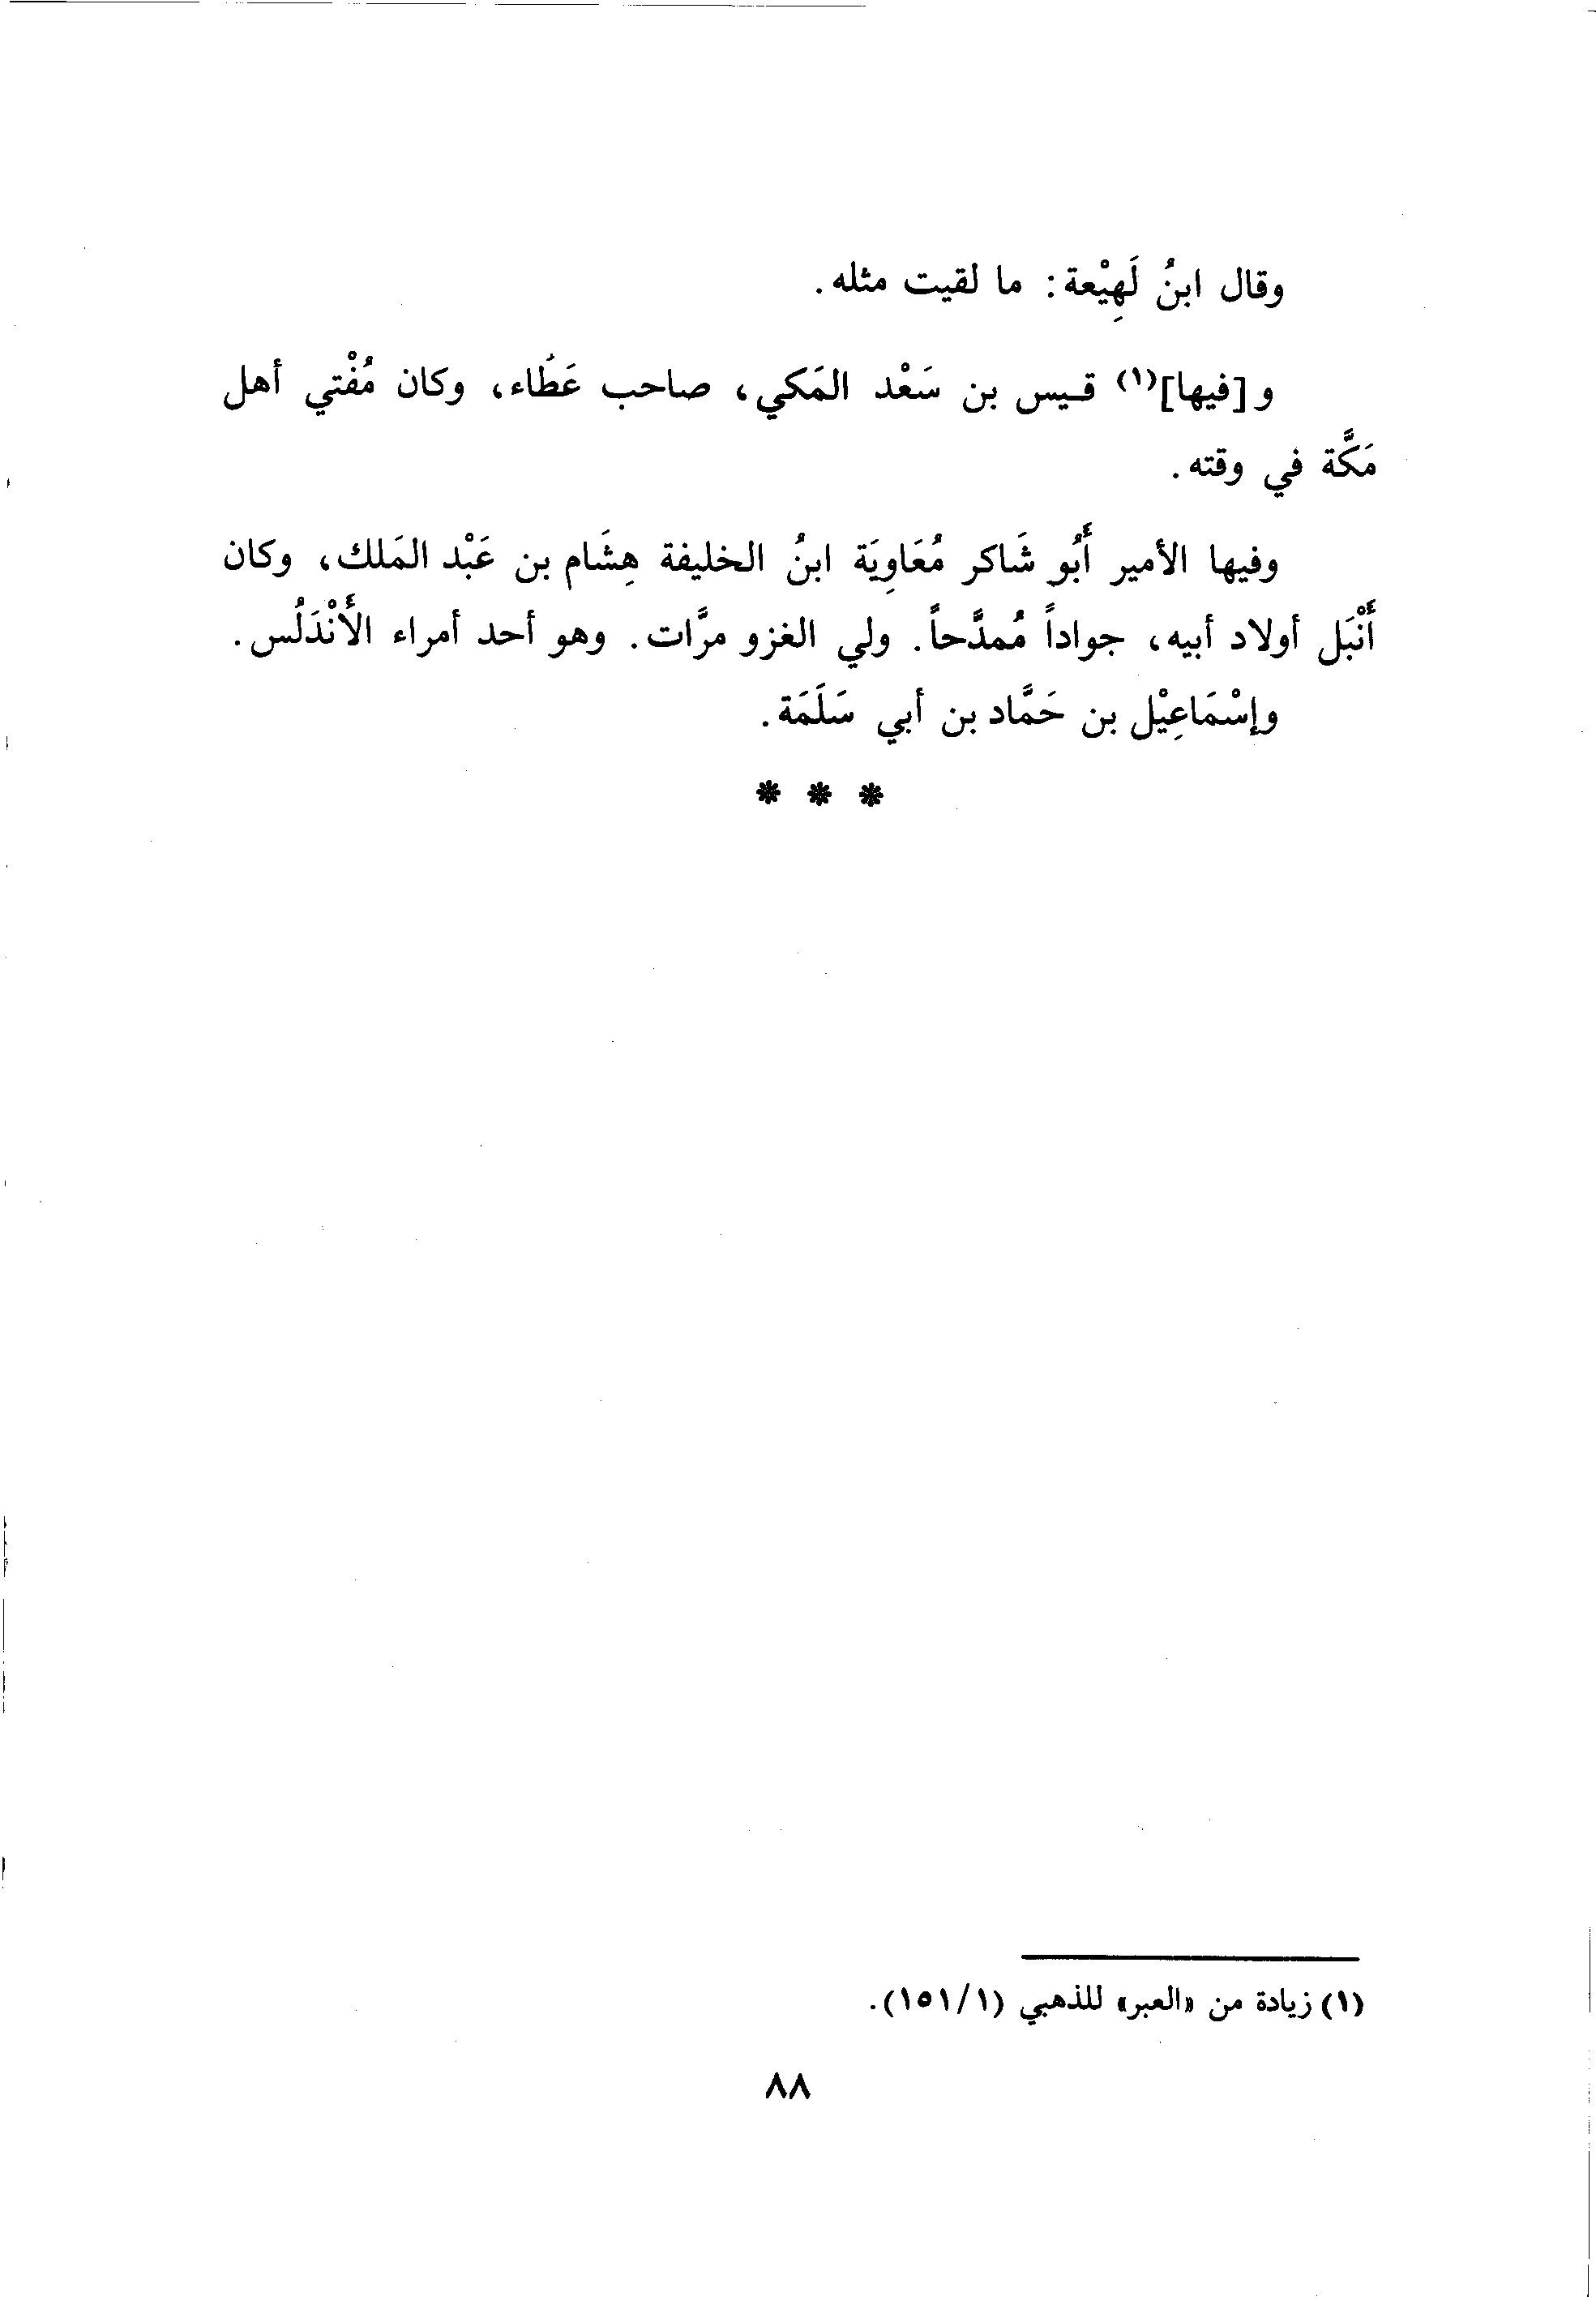 وقال ابنُ لَهِيْعة: ما لقيت مثله.
و [فيها](١) قـيس بن سَعْد المَكي، صاحب عَطَاء، وكان مُفْتي أهل
مَكَّة في وقته.
وفيها الأمير أَبُو شَاكر مُعَاوِيَة ابنُ الخليفة هِشَام بن عَبْد المَلك، وكان
أَنْبَل أولاد أبيه، جواداً مُمدَّحاً. ولي الغزو مرَّات. وهو أحد أمراء الأَنْدَلُس.
وإسْمَاعِيْل بن حَمَّاد بن أبي سَلَمَة.
* * *
(١) زيادة من «العبر» للذهبي (١/١٥١).
٨٨